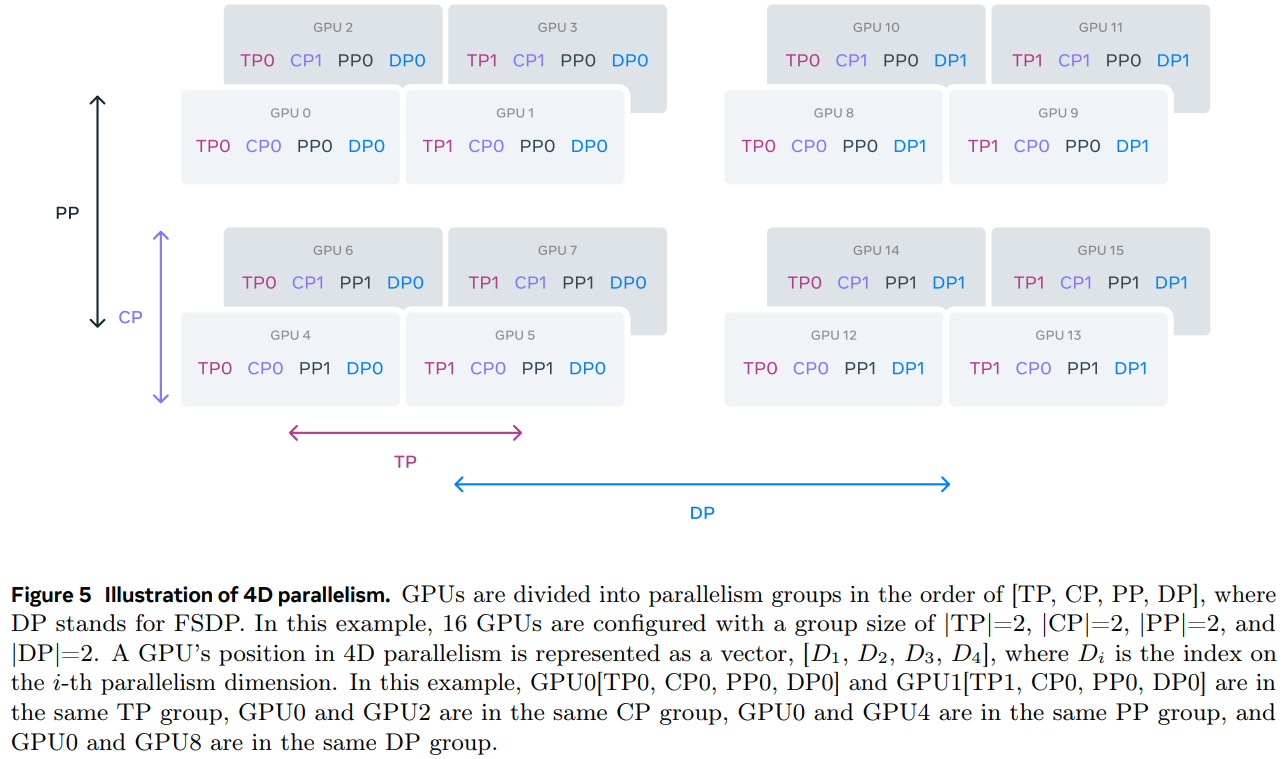 GPU 2
TP0 CP1 PP0 DP0
GPU 3
TP1 CP1 PP0 DP0
GPU 10
TP0 CP1 PP0 DP1
GPU 11
TP1 CP1 PP0 DP1
GPU 0
TP0 CP0 PP0 DP0
GPU 1
TP1 CP0 PP0 DP0
GPU 8
TP0 CP0 PP0 DP1
GPU 9
TP1 CP0 PP0 DP1
PP
GPU 6
TP0 CP1 PP1 DP0
GPU 7
TP1 CP1 PP1 DP0
GPU 14
TP0 CP1 PP1 DP1
GPU 15
TP1 CP1 PP1 DP1
CP
GPU 4
TP0 CP0 PP1 DP0
GPU 5
TP1 CP0 PP1 DP0
GPU 12
TP0 CP0 PP1 DP1
GPU 13
TP1 CP0 PP1 DP1
TP
DP
Figure 5 Illustration of 4D parallelism. GPUs are divided into parallelism groups in the order of [TP, CP, PP, DP], where
DP stands for FSDP. In this example, 16 GPUs are configured with a group size of |TP|=2, |CP|=2, |PP|=2, and
|DP|=2. A GPU's position in 4D parallelism is represented as a vector, [D₁, D₂, D₃, D₄], where Dᵢ is the index on
the i-th parallelism dimension. In this example, GPU0[TP0, CP0, PP0, DP0] and GPU1[TP1, CP0, PP0, DP0] are in
the same TP group, GPU0 and GPU2 are in the same CP group, GPU0 and GPU4 are in the same PP group, and
GPU0 and GPU8 are in the same DP group.